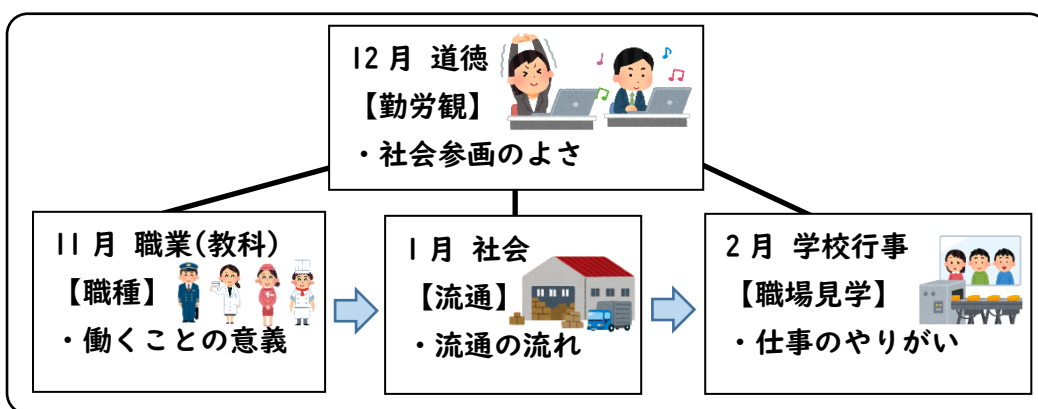 12月 道徳
【勤労観】
・社会参画のよさ
11月 職業(教科)
【職種】
・働くことの意義
1月 社会
【流通】
・流通の流れ
2月 学校行事
【職場見学】
・仕事のやりがい